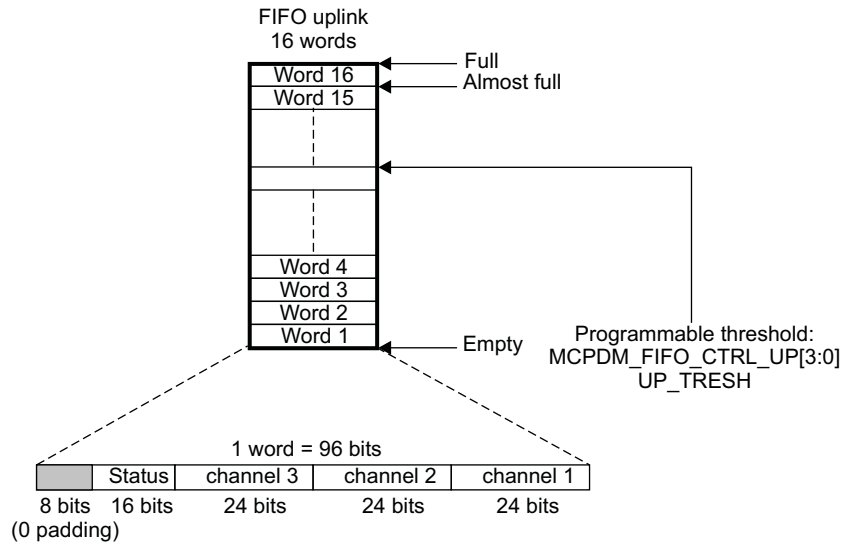 FIFO uplink
16 words
Full
Word 16
Almost full
Word 15
Word 4
Word 3
Word 2
Word 1
Empty
Programmable threshold:
MCPDM_FIFO_CTRL_UP[3:0]
UP_TRESH
1 word = 96 bits
Status channel 3 channel 2 channel 1
8 bits 16 bits 24 bits 24 bits 24 bits
(0 padding)